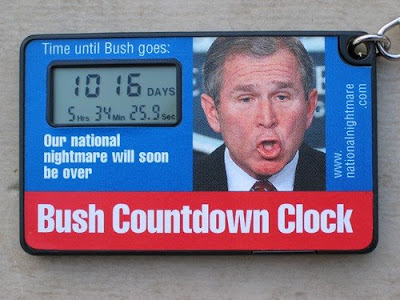 Time until Bush goes:
1016 DAYS
5 Hrs 34 Min 25.9 Sec
Our national
nightmare will soon
be over
www.
nationalnightmare
.com
Bush Countdown Clock